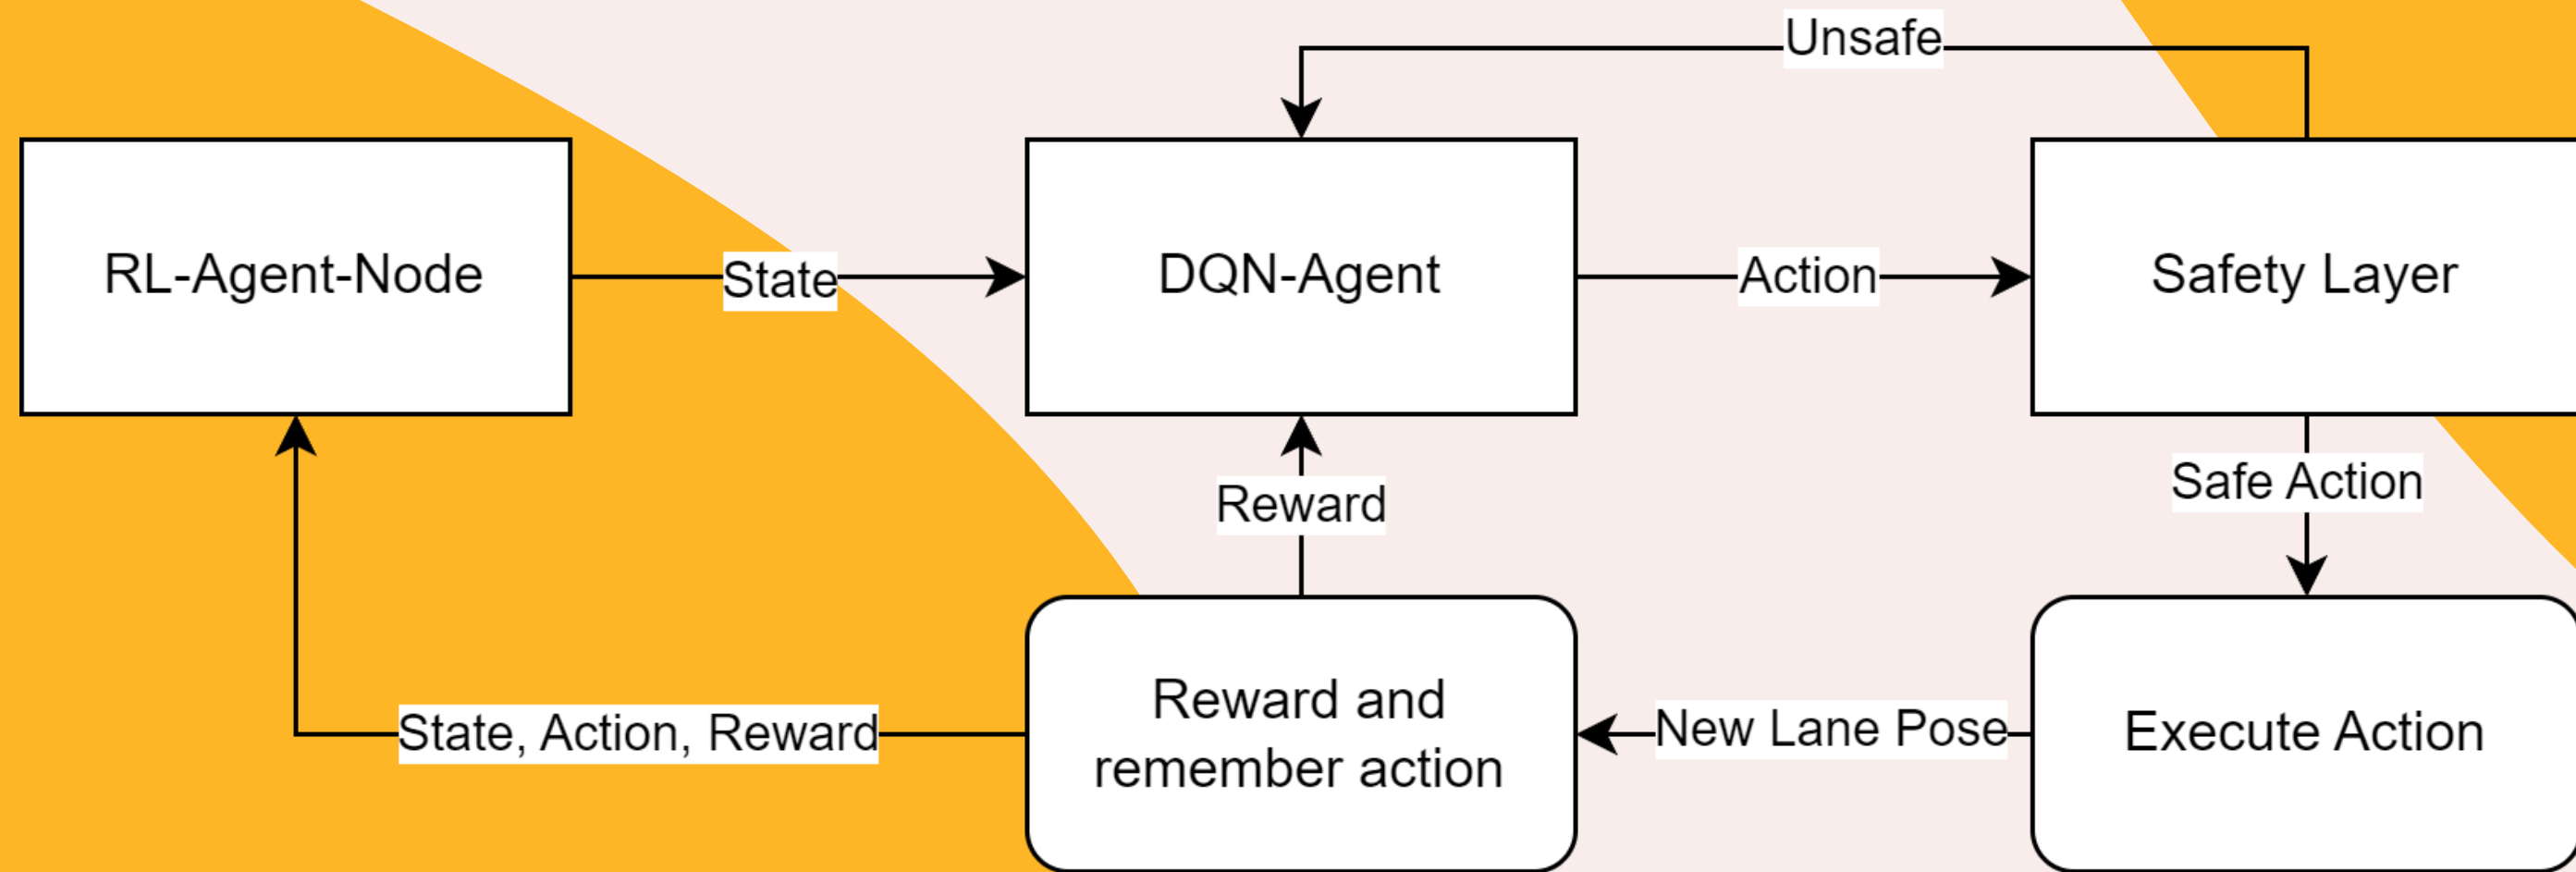 Unsafe
RL-Agent-Node
State
DQN-Agent
Action
Safety Layer
Reward
Safe Action
State, Action, Reward
Reward and
remember action
New Lane Pose
Execute Action